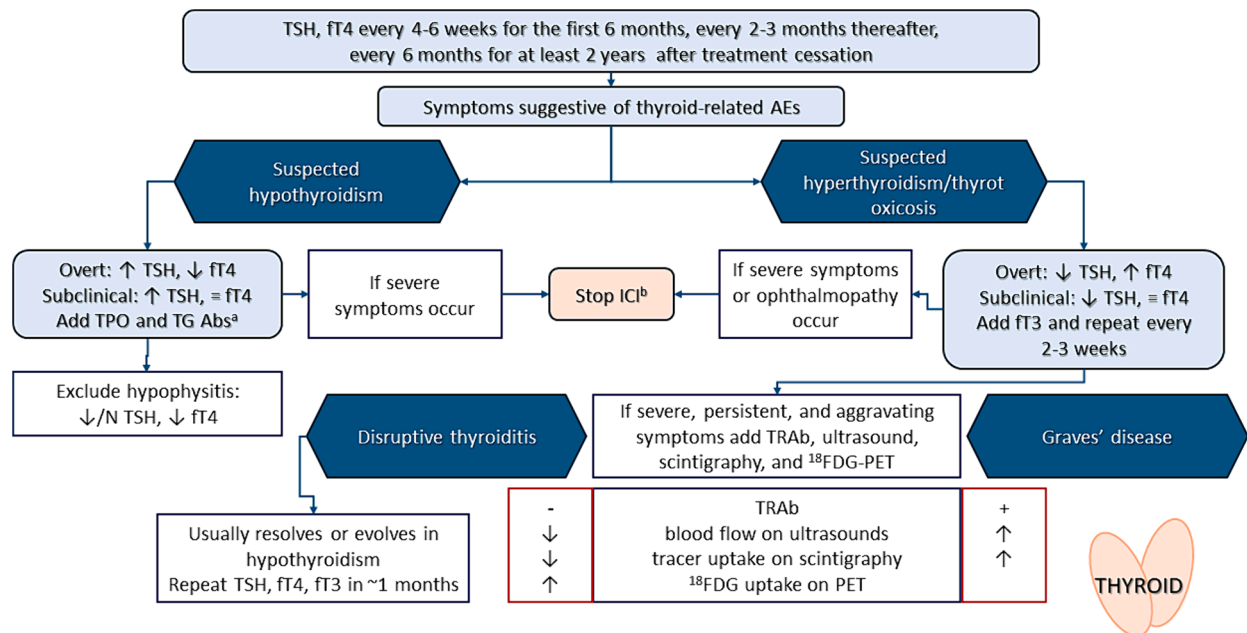 TSH, fT4 every 4-6 weeks for the first 6 months, every 2-3 months thereafter,
every 6 months for at least 2 years after treatment cessation
Symptoms suggestive of thyroid-related AEs
Suspected
hypothyroidism
Suspected
hyperthyroidism/thyrot
oxicosis
Overt: ↑ TSH, ↓ fT4
Subclinical: ↑ TSH, = fT4
Add TPO and TG Absᵃ
If severe
symptoms occur
Stop ICIᵇ
If severe symptoms
or ophthalmopathy
occur
Overt: ↓ TSH, ↑ fT4
Subclinical: ↓ TSH, = fT4
Add fT3 and repeat every
2-3 weeks
Exclude hypophysitis:
↓/N TSH, ↓ fT4
Disruptive thyroiditis
If severe, persistent, and aggravating
symptoms add TRAb, ultrasound,
scintigraphy, and ¹⁸FDG-PET
Graves’ disease
Usually resolves or evolves in
hypothyroidism
Repeat TSH, fT4, fT3 in ~1 months
- TRAb +
↓ blood flow on ultrasounds ↑
↓ tracer uptake on scintigraphy ↑
↑ ¹⁸FDG uptake on PET
THYROID